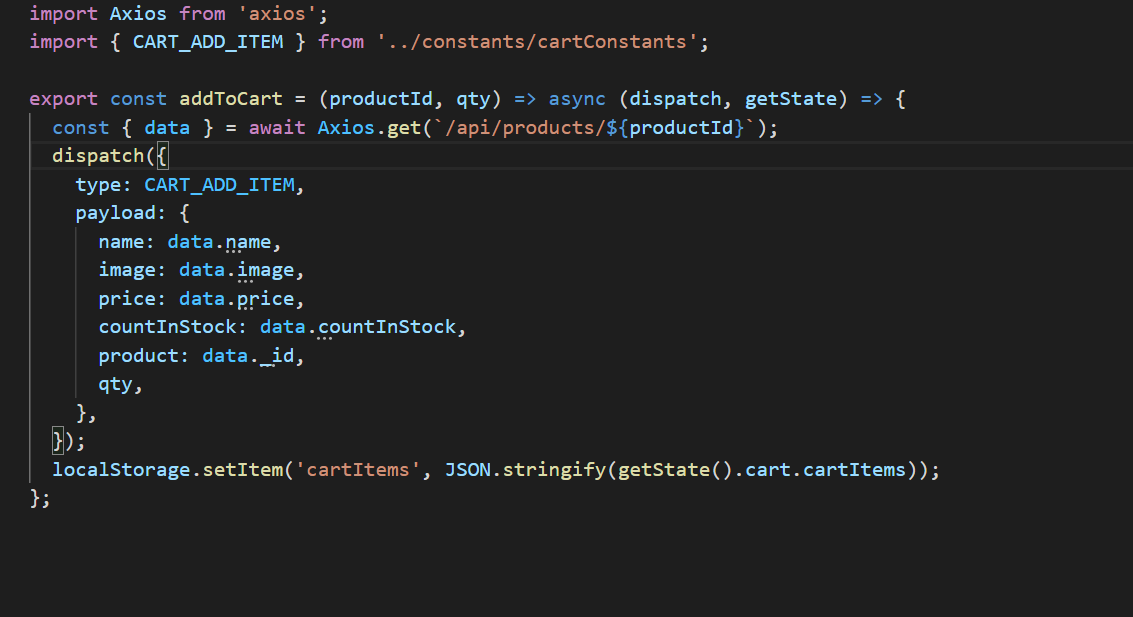 import Axios from 'axios';
import { CART_ADD_ITEM } from '../constants/cartConstants';

export const addToCart = (productId, qty) => async (dispatch, getState) => {
  const { data } = await Axios.get(`/api/products/${productId}`);
  dispatch({
    type: CART_ADD_ITEM,
    payload: {
      name: data.name,
      image: data.image,
      price: data.price,
      countInStock: data.countInStock,
      product: data._id,
      qty,
    },
  });
  localStorage.setItem('cartItems', JSON.stringify(getState().cart.cartItems));
};